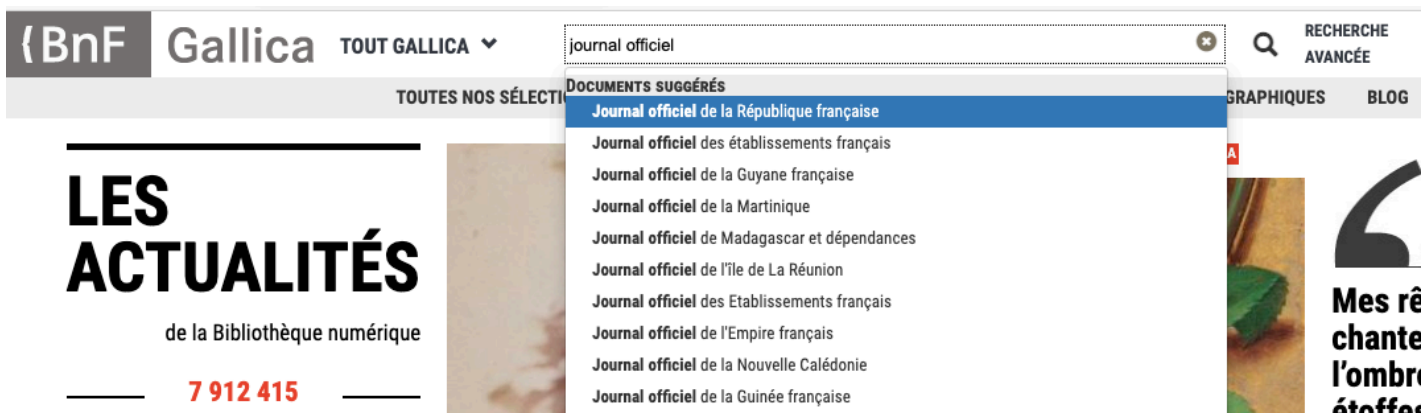 {BnF Gallica TOUT GALLICA journal officiel RECHERCHE AVANCÉE
TOUTES NOS SÉLECTI
GRAPHIQUES BLOG
DOCUMENTS SUGGÉRÉS
Journal officiel de la République française
Journal officiel des établissements français
Journal officiel de la Guyane française
Journal officiel de la Martinique
Journal officiel de Madagascar et dépendances
Journal officiel de l'île de La Réunion
Journal officiel des Etablissements français
Journal officiel de l'Empire français
Journal officiel de la Nouvelle Calédonie
Journal officiel de la Guinée française
LES
ACTUALITÉS
de la Bibliothèque numérique
7 912 415
A
Mes rê
chante
l'ombre
étoffes